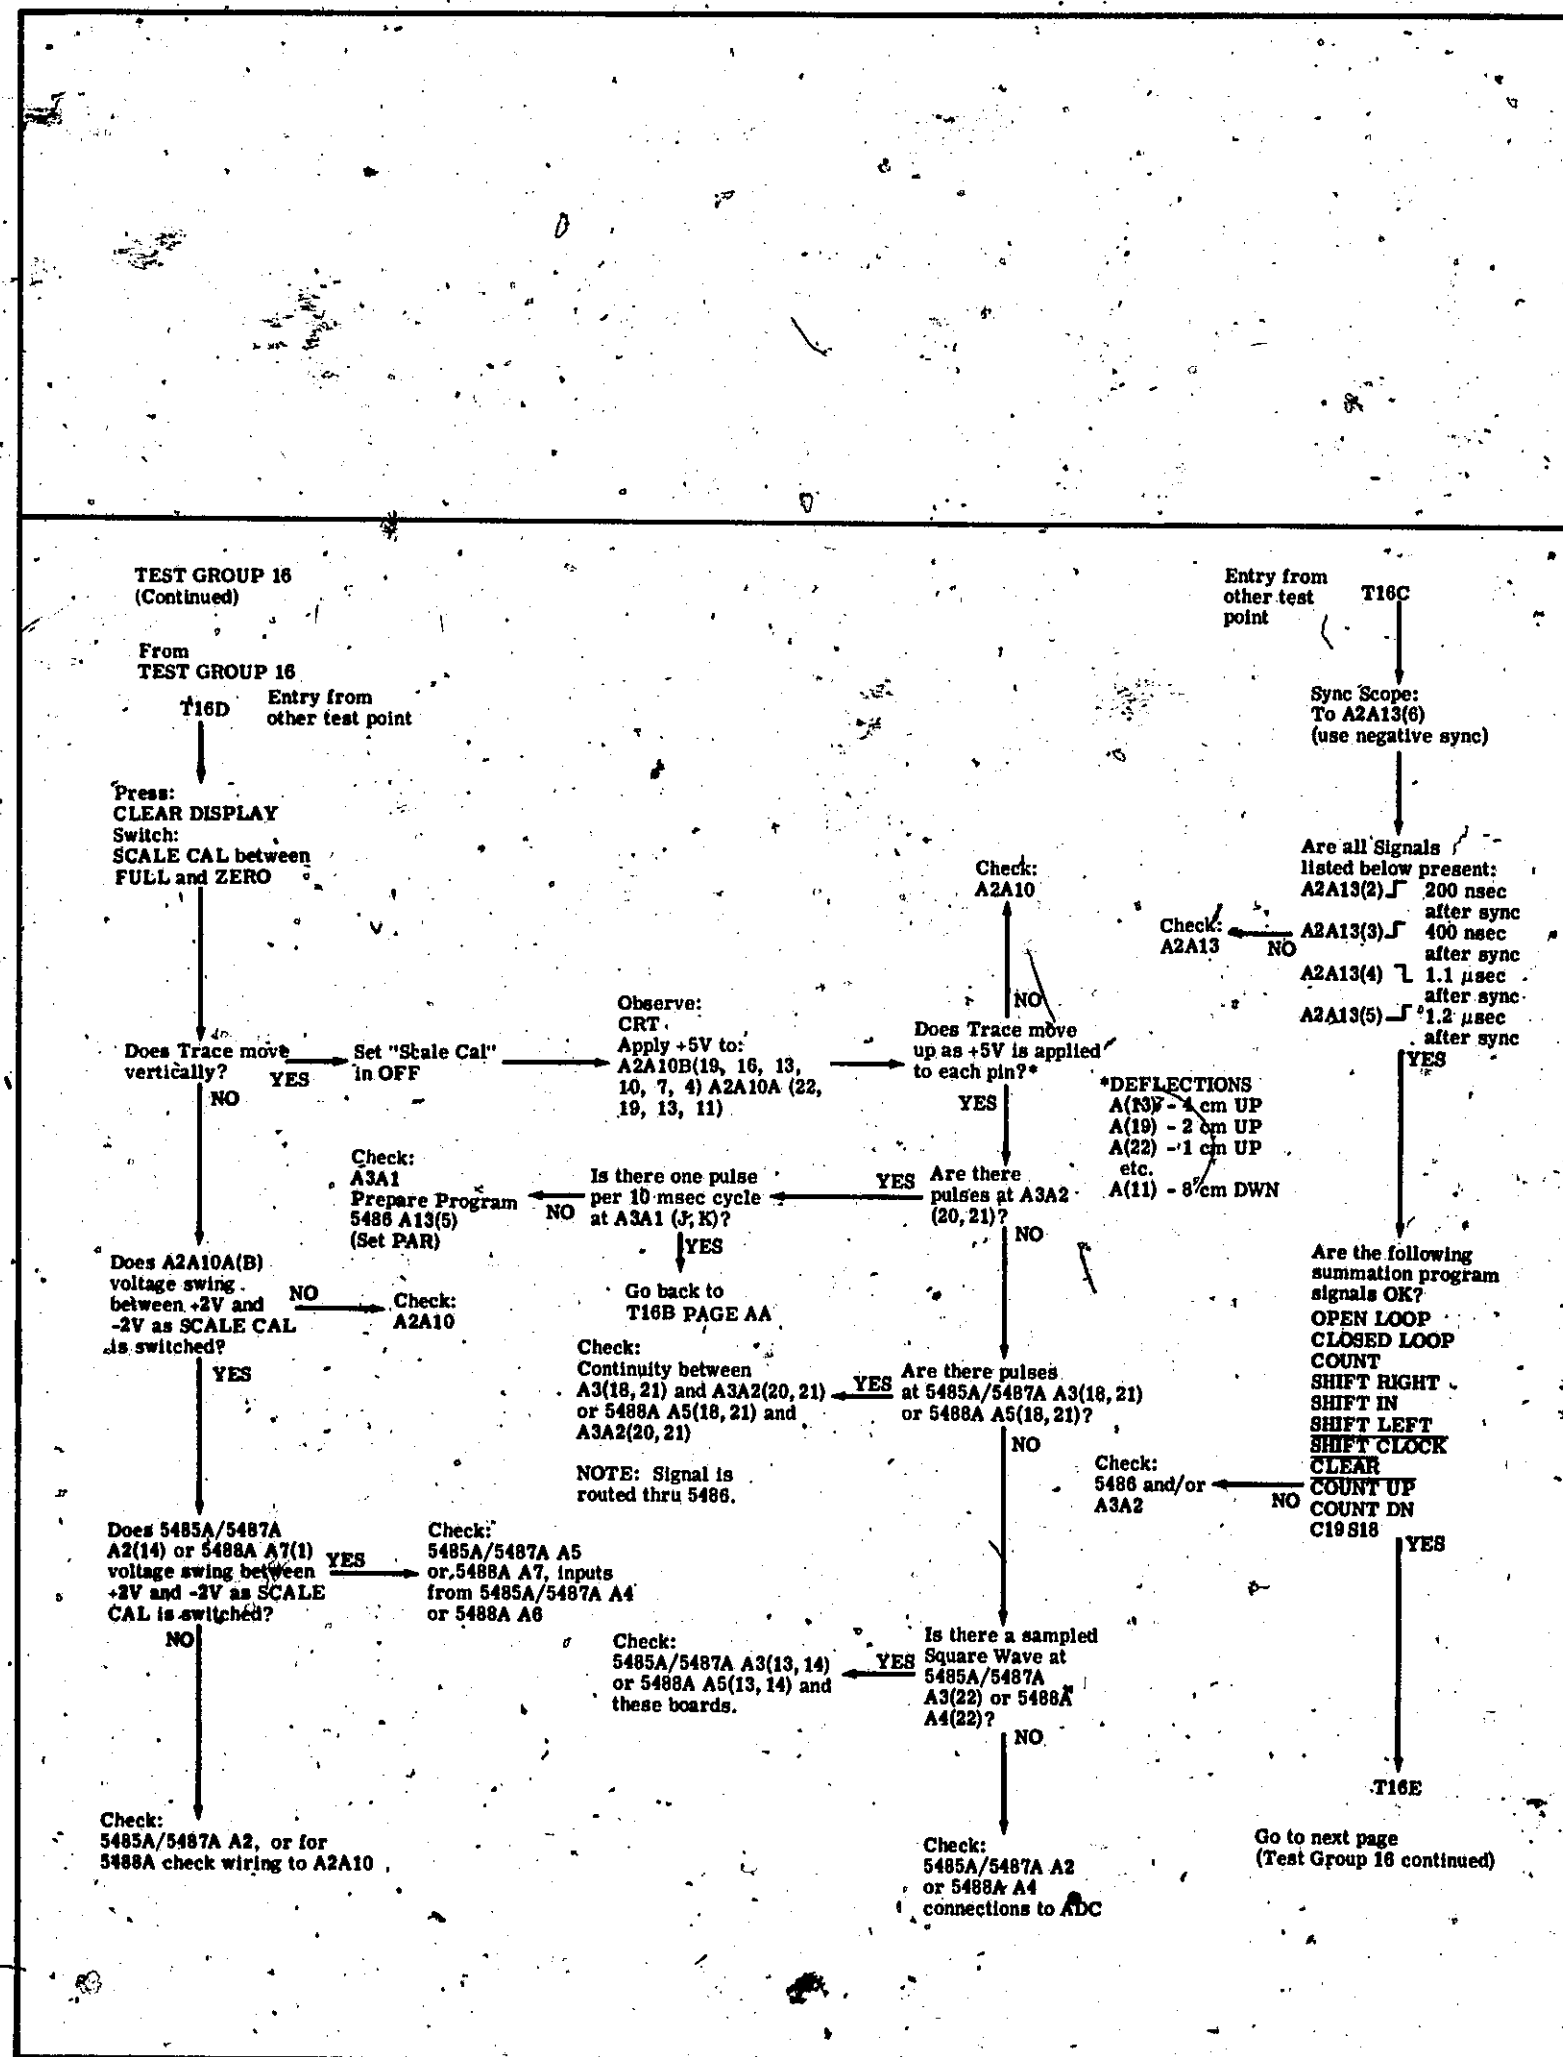 TEST GROUP 16
(Continued)
From
TEST GROUP 16
T16D
Entry from
other test point
Press:
CLEAR DISPLAY
Switch:
SCALE CAL between
FULL and ZERO
Does Trace move
vertically?
YES
NO
Set "Scale Cal"
in OFF
Observe:
CRT
Apply +5V to:
A2A10B(19, 16, 13,
10, 7, 4) A2A10A (22,
19, 13, 11)
Does Trace move
up as +5V is applied
to each pin?*
NO
Check:
A2A10
YES
*DEFLECTIONS
A(13) - 4 cm UP
A(19) - 2 cm UP
A(22) - 1 cm UP
etc.
A(11) - 8 cm DWN
Are there
pulses at A3A2
(20, 21)?
YES
NO
Is there one pulse
per 10 msec cycle
at A3A1 (J, K)?
NO
YES
Check:
A3A1
Prepare Program
5486 A13(5)
(Set PAR)
Go back to
T16B PAGE AA
Does A2A10A(B)
voltage swing
between +2V and
-2V as SCALE CAL
is switched?
NO
Check:
A2A10
YES
Are there pulses
at 5485A/5487A A3(18, 21)
or 5488A A5(18, 21)?
YES
NO
Check:
Continuity between
A3(18, 21) and A3A2(20, 21)
or 5488A A5(18, 21) and
A3A2(20, 21)
NOTE: Signal is
routed thru 5486.
Does 5485A/5487A
A2(14) or 5488A A7(1)
voltage swing between
+2V and -2V as SCALE
CAL is switched?
YES
NO
Check:
5485A/5487A A5
or 5488A A7, inputs
from 5485A/5487A A4
or 5488A A6
Check:
5485A/5487A A2, or for
5488A check wiring to A2A10
Is there a sampled
Square Wave at
5485A/5487A
A3(22) or 5488A
A4(22)?
YES
NO
Check:
5485A/5487A A3(13, 14)
or 5488A A5(13, 14) and
these boards.
Check:
5485A/5487A A2
or 5488A A4
connections to ADC
Entry from
other test
point
T16C
Sync Scope:
To A2A13(6)
(use negative sync)
Are all Signals
listed below present:
A2A13(2) 200 nsec
after sync
A2A13(3) 400 nsec
after sync
A2A13(4) 1.1 μsec
after sync
A2A13(5) 1.2 μsec
after sync
NO
Check:
A2A13
YES
Are the following
summation program
signals OK?
OPEN LOOP
CLOSED LOOP
COUNT
SHIFT RIGHT
SHIFT IN
SHIFT LEFT
SHIFT CLOCK
CLEAR
COUNT UP
COUNT DN
C19S18
NO
Check:
5486 and/or
A3A2
YES
T16E
Go to next page
(Test Group 16 continued)